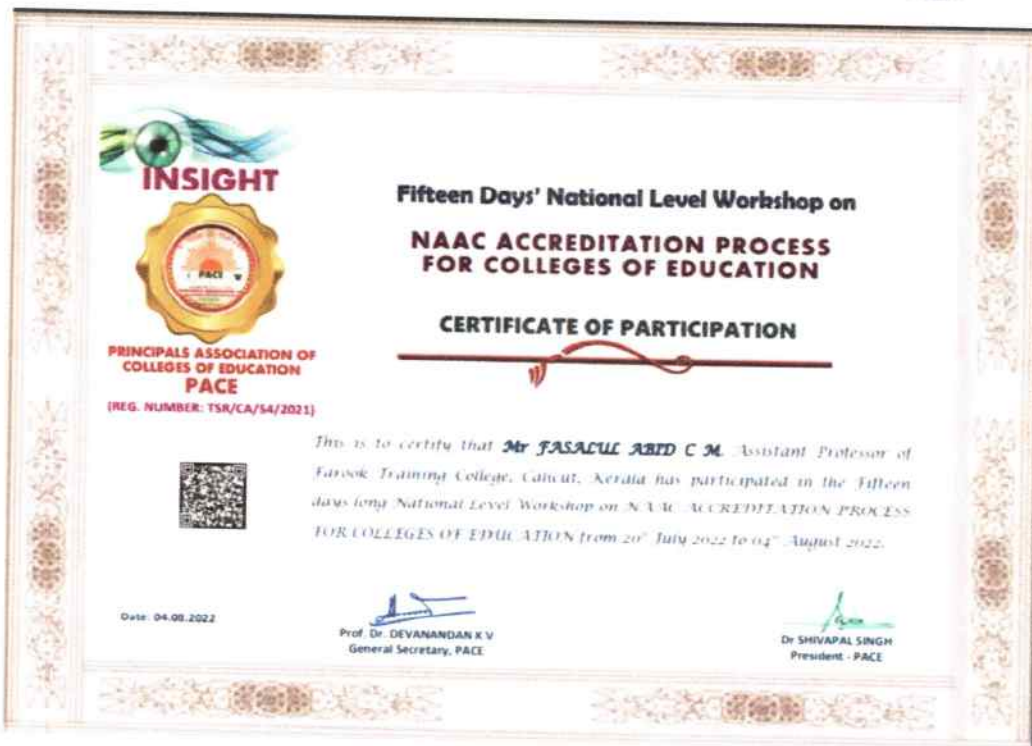 INSIGHT
PACE
PRINCIPALS ASSOCIATION OF
COLLEGES OF EDUCATION
PACE
(REG. NUMBER: TSR/CA/54/2021)
Fifteen Days' National Level Workshop on
NAAC ACCREDITATION PROCESS
FOR COLLEGES OF EDUCATION
CERTIFICATE OF PARTICIPATION
This is to certify that Mr FASALUL ABID C M, Assistant Professor of
Farook Training College, Calicut, Kerala has participated in the Fifteen
days long National Level Workshop on NAAC ACCREDITATION PROCESS
FOR COLLEGES OF EDUCATION from 20th July 2022 to 04th August 2022.
Date: 04.08.2022
Prof. Dr. DEVANANDAN K V
General Secretary, PACE
Dr SHIVAPAL SINGH
President - PACE